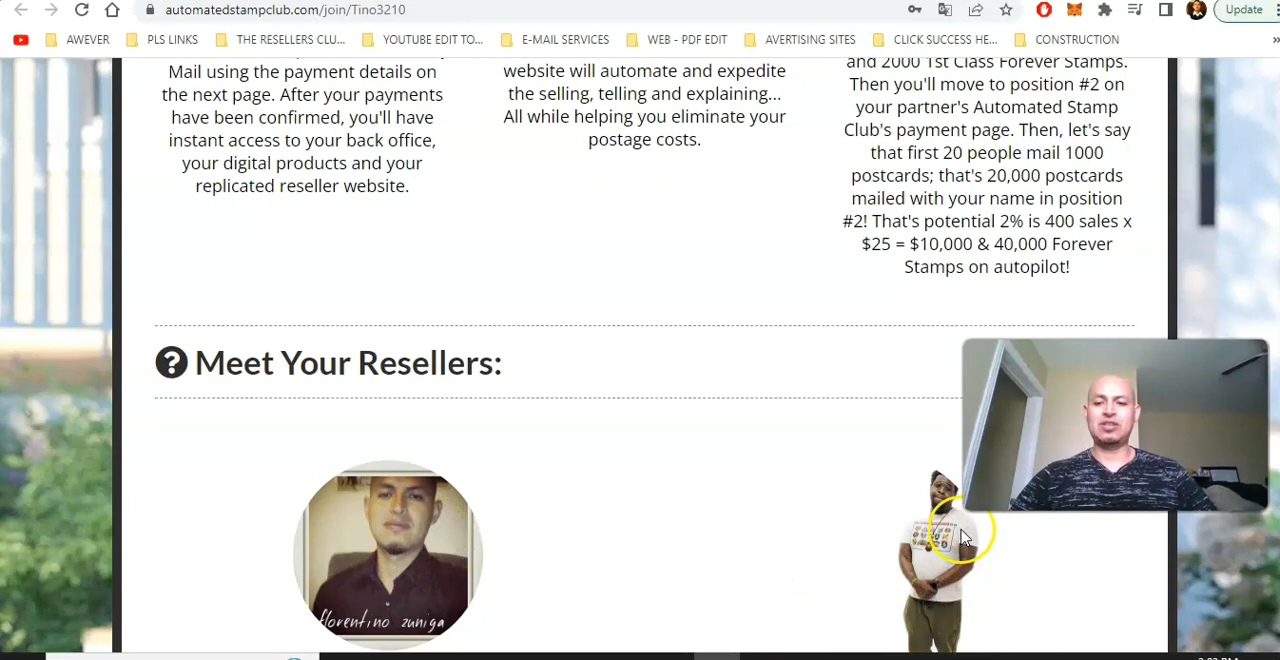 automatedstampclub.com/join/Tino3210
Update
AWEVER
PLS LINKS
THE RESELLERS CLU...
YOUTUBE EDIT TO...
E-MAIL SERVICES
WEB - PDF EDIT
AVERTISING SITES
CLICK SUCCESS HE...
CONSTRUCTION
Mail using the payment details on
the next page. After your payments
have been confirmed, you'll have
instant access to your back office,
your digital products and your
replicated reseller website.
website will automate and expedite
the selling, telling and explaining...
All while helping you eliminate your
postage costs.
and 2000 1st Class Forever Stamps.
Then you'll move to position #2 on
your partner's Automated Stamp
Club's payment page. Then, let's say
that first 20 people mail 1000
postcards; that's 20,000 postcards
mailed with your name in position
#2! That's potential 2% is 400 sales x
$25 = $10,000 & 40,000 Forever
Stamps on autopilot!
Meet Your Resellers:
florentino zuniga